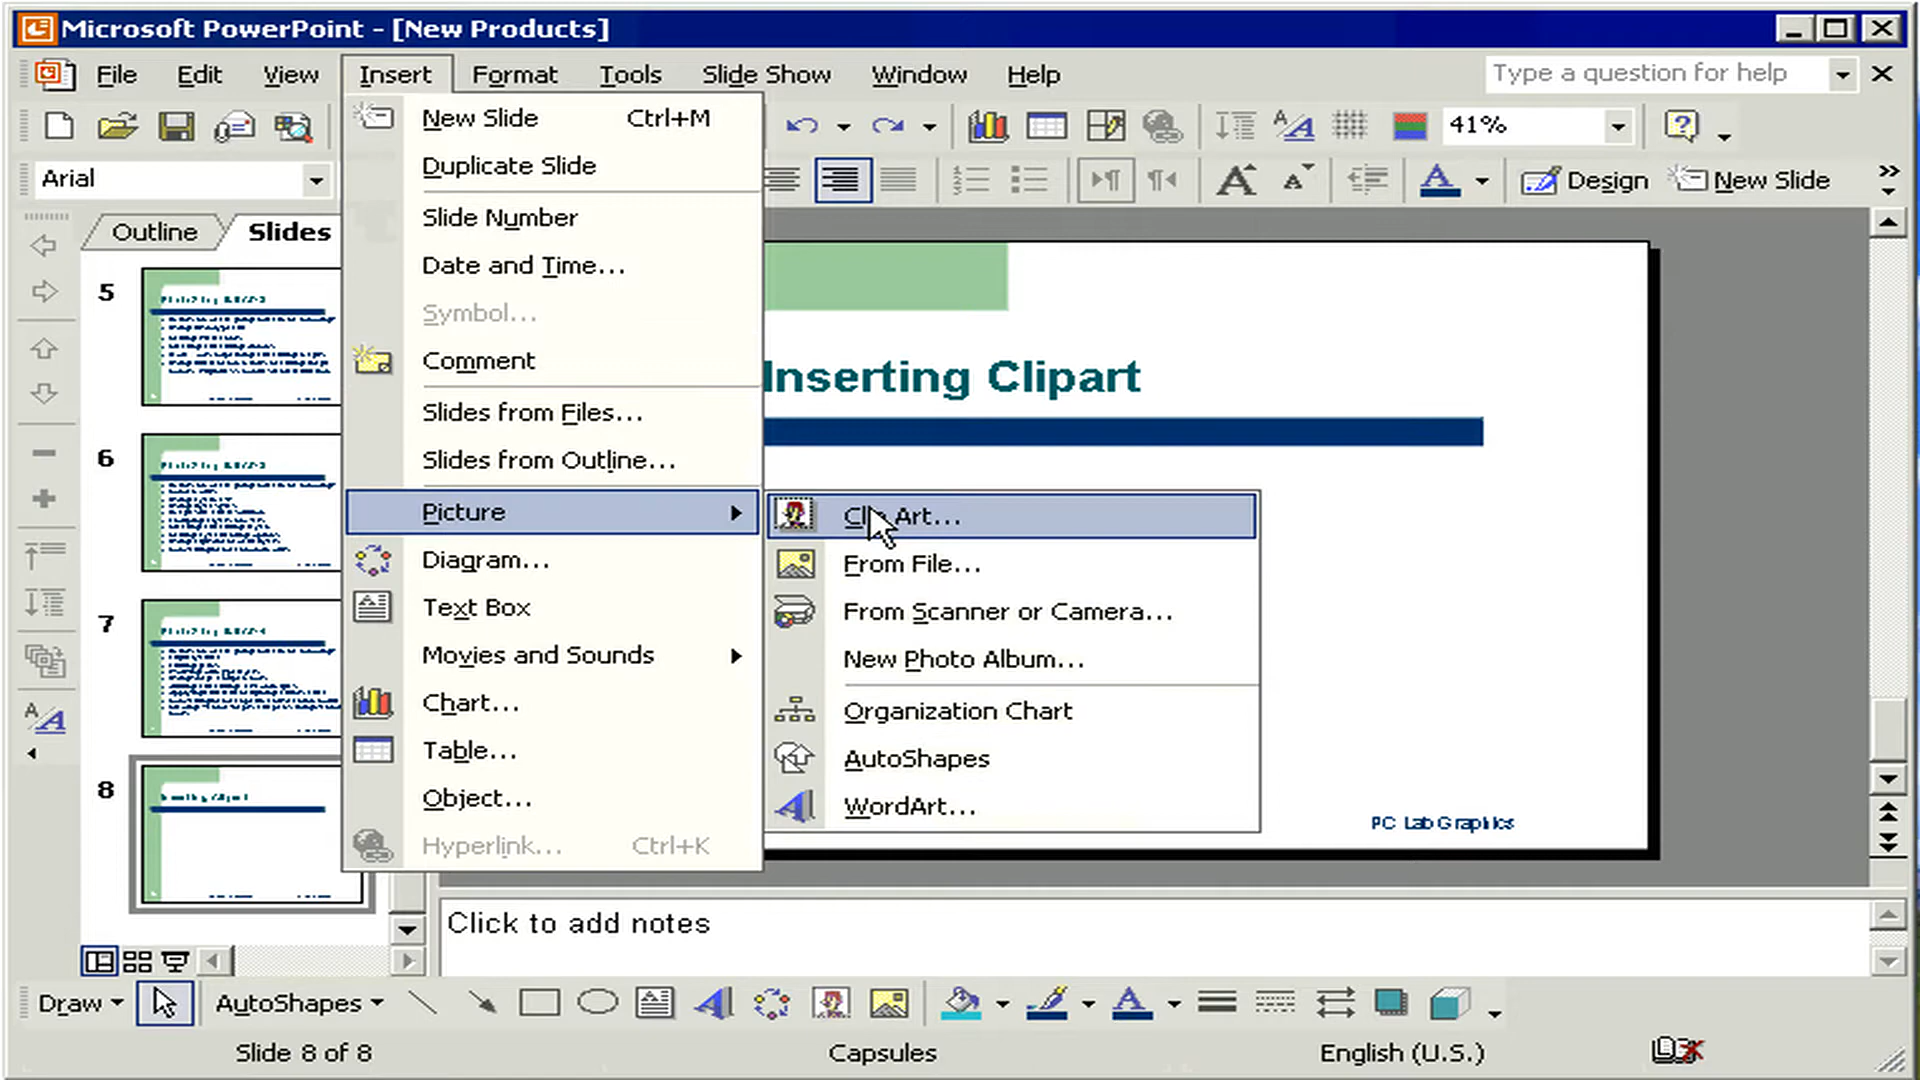 Microsoft PowerPoint - [New Products]
File Edit View Insert Format Tools Slide Show Window Help Type a question for help
41%
Arial Design New Slide
Outline Slides
5
6
7
8
New Slide Ctrl+M
Duplicate Slide
Slide Number
Date and Time...
Symbol...
Comment
Slides from Files...
Slides from Outline...
Picture
Diagram...
Text Box
Movies and Sounds
Chart...
Table...
Object...
Hyperlink... Ctrl+K
Clip Art...
From File...
From Scanner or Camera...
New Photo Album...
Organization Chart
AutoShapes
WordArt...
Inserting Clipart
PC Lab Graphics
Click to add notes
Draw AutoShapes
Slide 8 of 8 Capsules English (U.S.)